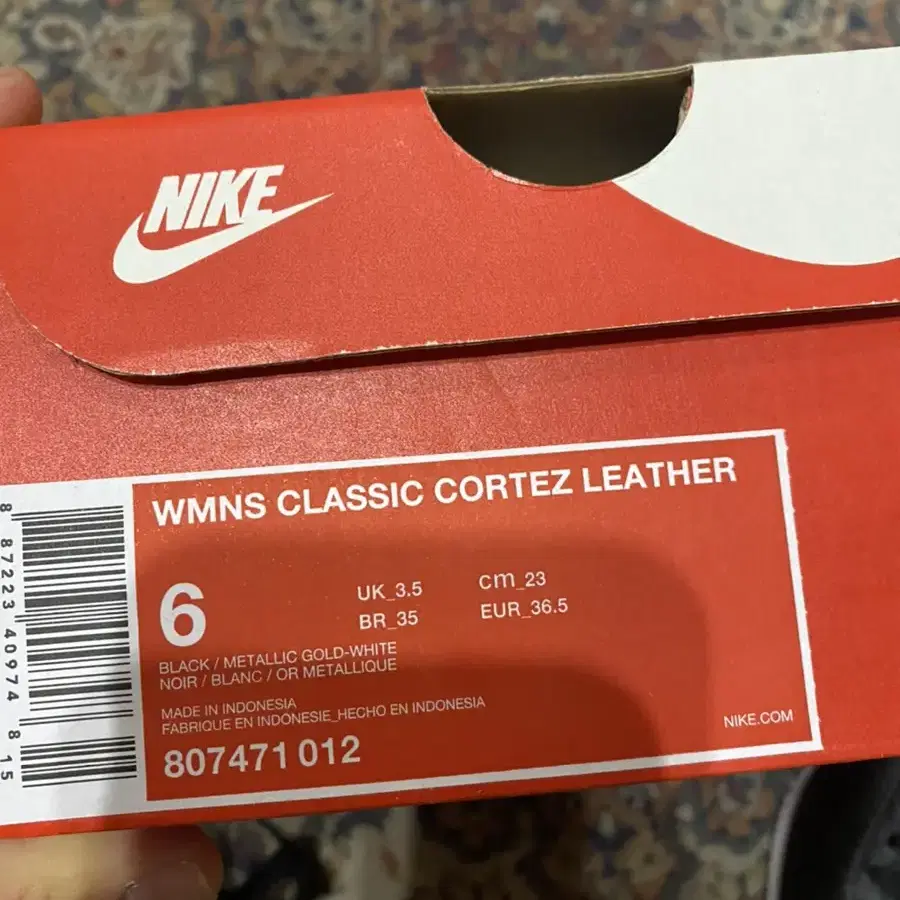 NIKE
WMNS CLASSIC CORTEZ LEATHER
6
UK_3.5 cm_23
BR_35 EUR_36.5
BLACK / METALLIC GOLD-WHITE
NOIR / BLANC / OR METALLIQUE
MADE IN INDONESIA
FABRIQUE EN INDONÉSIE_HECHO EN INDONESIA
807471 012
NIKE.COM
8 87223 40974 8 15